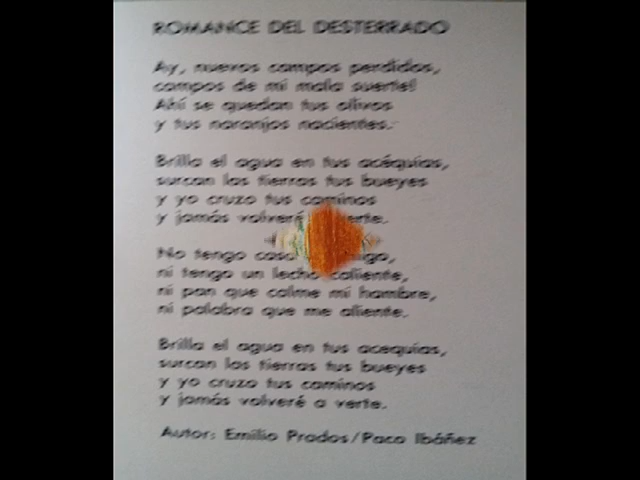 ROMANCE DEL DESTERRADO
Ay, nuevos campos perdidos,
campos de mi mala suerte!
Ahí se quedan tus olivos
y tus naranjos nacientes.
Brilla el agua en tus acéquias,
surcan las tierras tus bueyes
y yo cruzo tus caminos
y jamás volveré verte.
No tengo casa
ni tengo un lecho caliente,
ni pan que calme mi hambre,
ni palabra que me aliente.
Brilla el agua en tus acequias,
surcan las tierras tus bueyes
y yo cruzo tus caminos
y jamás volveré a verte.
Autor: Emilio Prados/Paco Ibáñez